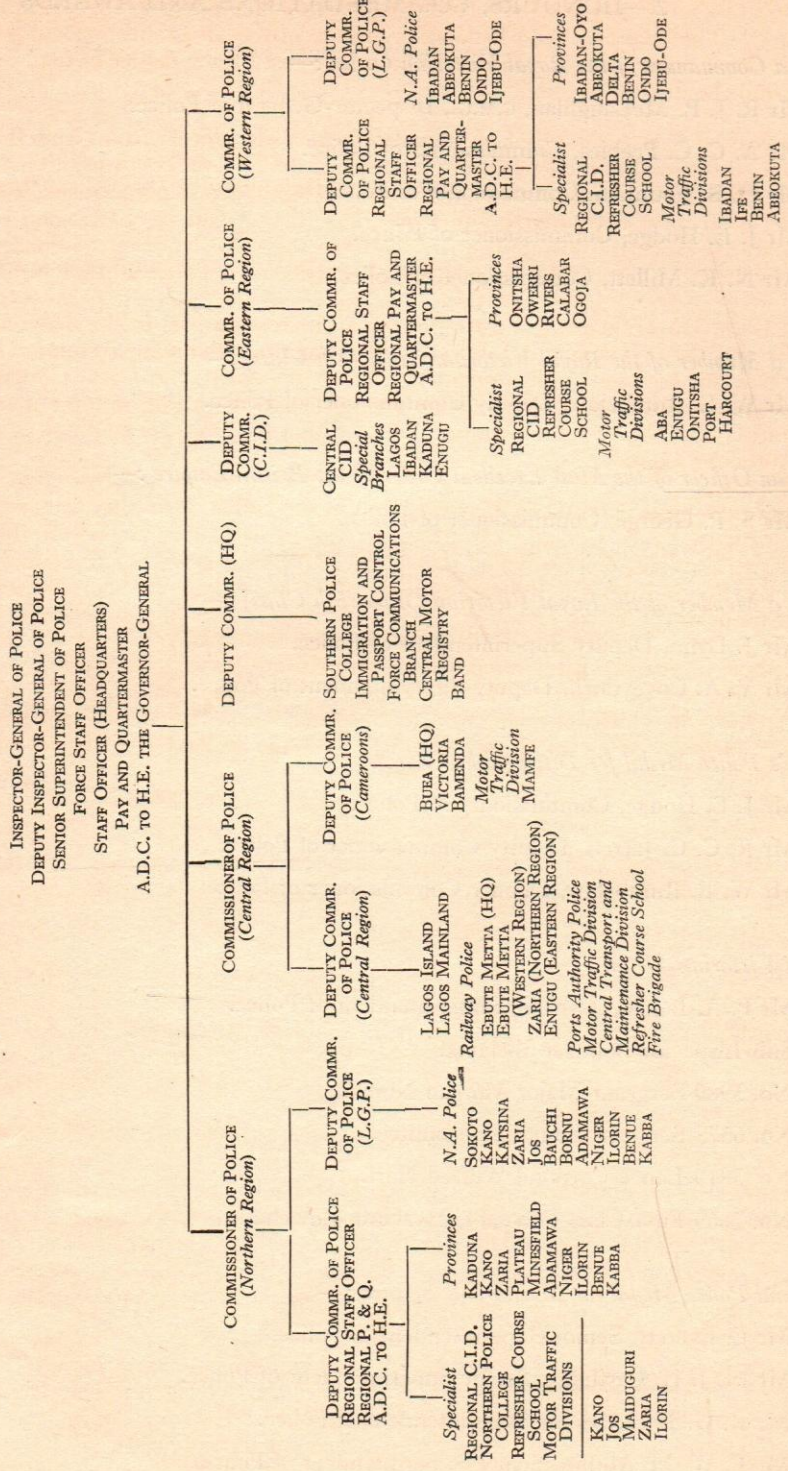 INSPECTOR-GENERAL OF POLICE
DEPUTY INSPECTOR-GENERAL OF POLICE
SENIOR SUPERINTENDENT OF POLICE
FORCE STAFF OFFICER
STAFF OFFICER (HEADQUARTERS)
PAY AND QUARTERMASTER
A.D.C. TO H.E. THE GOVERNOR-GENERAL
COMMISSIONER OF POLICE
(Northern Region)
DEPUTY COMMR. OF POLICE
REGIONAL STAFF OFFICER
REGIONAL P. & Q.
A.D.C. TO H.E.
Specialist
REGIONAL C.I.D.
NORTHERN POLICE
COLLEGE
REFRESHER COURSE
SCHOOL
MOTOR TRAFFIC
DIVISIONS
KANO
JOS
MAIDUGURI
ZARIA
ILORIN
Provinces
KADUNA
KANO
ZARIA
PLATEAU
MINESFIELD
ADAMAWA
NIGER
ILORIN
BENUE
KABBA
DEPUTY COMMR.
OF POLICE
(L.G.P.)
N.A. Police
SOKOTO
KANO
KATSINA
ZARIA
JOS
BAUCHI
BORNU
ADAMAWA
NIGER
ILORIN
BENUE
KABBA
COMMISSIONEROF POLICE
(Central Region)
DEPUTY COMMR.
OF POLICE
(Central Region)
LAGOS ISLAND
LAGOS MAINLAND
Railway Police
EBUTE METTA (HQ)
EBUTE METTA
(WESTERN REGION)
ZARIA (NORTHERN REGION)
ENUGU (EASTERN REGION)
Ports Authority Police
Motor Traffic Division
Central Transport and
Maintenance Division
Refresher Course School
Fire Brigade
DEPUTY COMMR.
OF POLICE
(Cameroons)
BUEA (HQ)
VICTORIA
BAMENDA
Motor
Traffic
Division
MAMFE
DEPUTY COMMR. (HQ)
SOUTHERN POLICE
COLLEGE
IMMIGRATION AND
PASSPORT CONTROL
FORCE COMMUNICATIONS
BRANCH
CENTRAL MOTOR
REGISTRY
BAND
DEPUTY
COMMR.
(C.I.D.)
CENTRAL
CID
Special
Branches
LAGOS
IBADAN
KADUNA
ENUGU
COMMR. OF POLICE
(Eastern Region)
DEPUTY COMMR. OF
POLICE
REGIONAL STAFF
OFFICER
REGIONAL PAY AND
QUARTERMASTER
A.D.C. TO H.E.
Specialist
REGIONAL
CID
REFRESHER
COURSE
SCHOOL
Motor
Traffic
Divisions
ABA
ENUGU
ONITSHA
PORT
HARCOURT
Provinces
ONITSHA
OWERRI
RIVERS
CALABAR
OGOJA
COMMR. OF POLICE
(Western Region)
DEPUTY
COMMR.
OF POLICE
REGIONAL
STAFF
OFFICER
REGIONAL
PAY AND
QUARTER-
MASTER
A.D.C. TO
H.E.
Specialist
REGIONAL
C.I.D.
REFRESHER
COURSE
SCHOOL
Motor
Traffic
Divisions
IBADAN
IFE
BENIN
ABEOKUTA
Provinces
IBADAN-OYO
ABEOKUTA
DELTA
BENIN
ONDO
IJEBU-ODE
DEPUTY
COMMR.
OF POLICE
(L.G.P.)
N.A. Police
IBADAN
ABEOKUTA
BENIN
ONDO
IJEBU-ODE